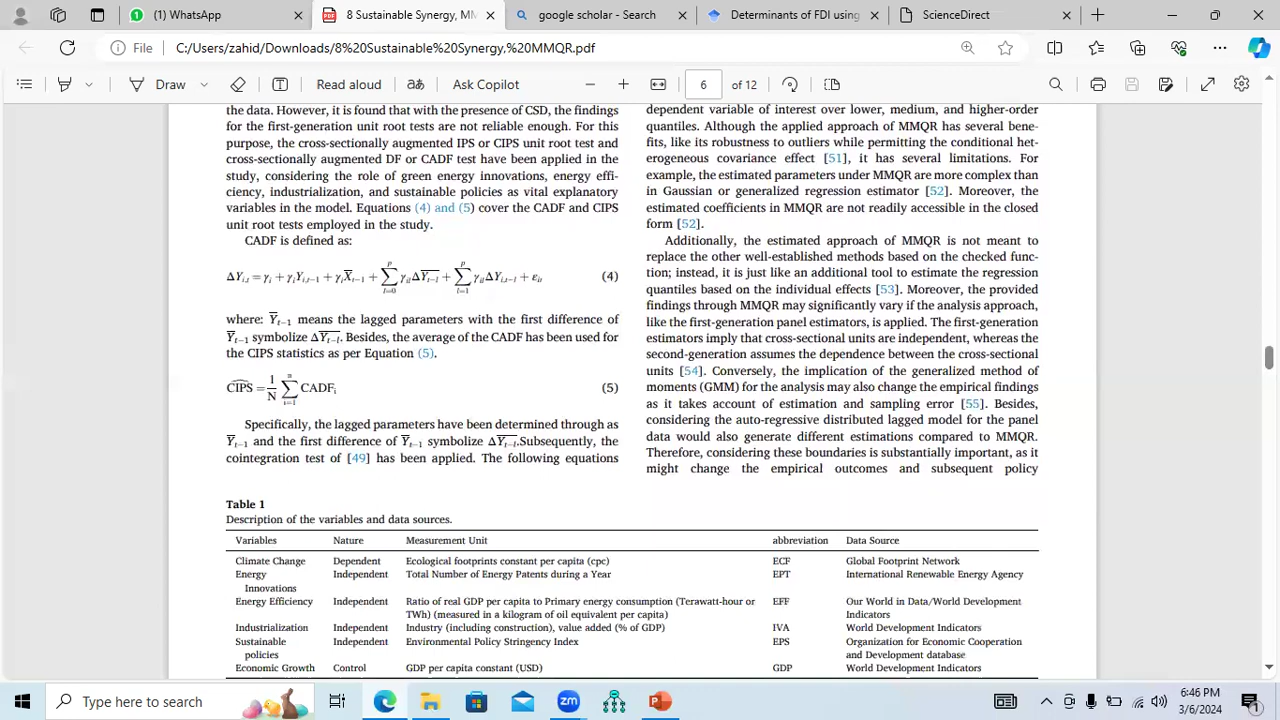 (1) WhatsApp
8 Sustainable Synergy, MM
google scholar - Search
Determinants of FDI using
ScienceDirect
File
C:/Users/zahid/Downloads/8%20Sustainable%20Synergy,%20MMQR.pdf
Draw
Read aloud
Ask Copilot
6
of 12
the data. However, it is found that with the presence of CSD, the findings
for the first-generation unit root tests are not reliable enough. For this
purpose, the cross-sectionally augmented IPS or CIPS unit root test and
cross-sectionally augmented DF or CADF test have been applied in the
study, considering the role of green energy innovations, energy effi-
ciency, industrialization, and sustainable policies as vital explanatory
variables in the model. Equations (4) and (5) cover the CADF and CIPS
unit root tests employed in the study.
CADF is defined as:
ΔY_{i,t} = γ_i + γ_i Y_{i,t−1} + γ_i X̅_{t−1} + ∑_{l=0}^{p} γ_{il} ΔY̅_{t−l} + ∑_{l=1}^{p} γ_{il} ΔY_{i,t−l} + ε_{it} (4)
where: Y̅_{t−1} means the lagged parameters with the first difference of
Y̅_{t−1} symbolize ΔY̅_{t−l}. Besides, the average of the CADF has been used for
the CIPS statistics as per Equation (5).
CIPS = 1/N ∑_{i=1}^{n} CADF_i (5)
Specifically, the lagged parameters have been determined through as
Y̅_{t−1} and the first difference of Y̅_{t−1} symbolize ΔY̅_{t−l}.Subsequently, the
cointegration test of [49] has been applied. The following equations
dependent variable of interest over lower, medium, and higher-order
quantiles. Although the applied approach of MMQR has several bene-
fits, like its robustness to outliers while permitting the conditional het-
erogeneous covariance effect [51], it has several limitations. For
example, the estimated parameters under MMQR are more complex than
in Gaussian or generalized regression estimator [52]. Moreover, the
estimated coefficients in MMQR are not readily accessible in the closed
form [52].
Additionally, the estimated approach of MMQR is not meant to
replace the other well-established methods based on the checked func-
tion; instead, it is just like an additional tool to estimate the regression
quantiles based on the individual effects [53]. Moreover, the provided
findings through MMQR may significantly vary if the analysis approach,
like the first-generation panel estimators, is applied. The first-generation
estimators imply that cross-sectional units are independent, whereas the
second-generation assumes the dependence between the cross-sectional
units [54]. Conversely, the implication of the generalized method of
moments (GMM) for the analysis may also change the empirical findings
as it takes account of estimation and sampling error [55]. Besides,
considering the auto-regressive distributed lagged model for the panel
data would also generate different estimations compared to MMQR.
Therefore, considering these boundaries is substantially important, as it
might change the empirical outcomes and subsequent policy
Table 1
Description of the variables and data sources.
Variables Nature Measurement Unit abbreviation Data Source
Climate Change Dependent Ecological footprints constant per capita (cpc) ECF Global Footprint Network
Energy Independent Total Number of Energy Patents during a Year EPT International Renewable Energy Agency
Innovations
Energy Efficiency Independent Ratio of real GDP per capita to Primary energy consumption (Terawatt-hour or EFF Our World in Data/World Development
TWh) (measured in a kilogram of oil equivalent per capita) Indicators
Industrialization Independent Industry (including construction), value added (% of GDP) IVA World Development Indicators
Sustainable Independent Environmental Policy Stringency Index EPS Organization for Economic Cooperation
policies and Development database
Economic Growth Control GDP per capita constant (USD) GDP World Development Indicators
Type here to search
6:46 PM
3/6/2024